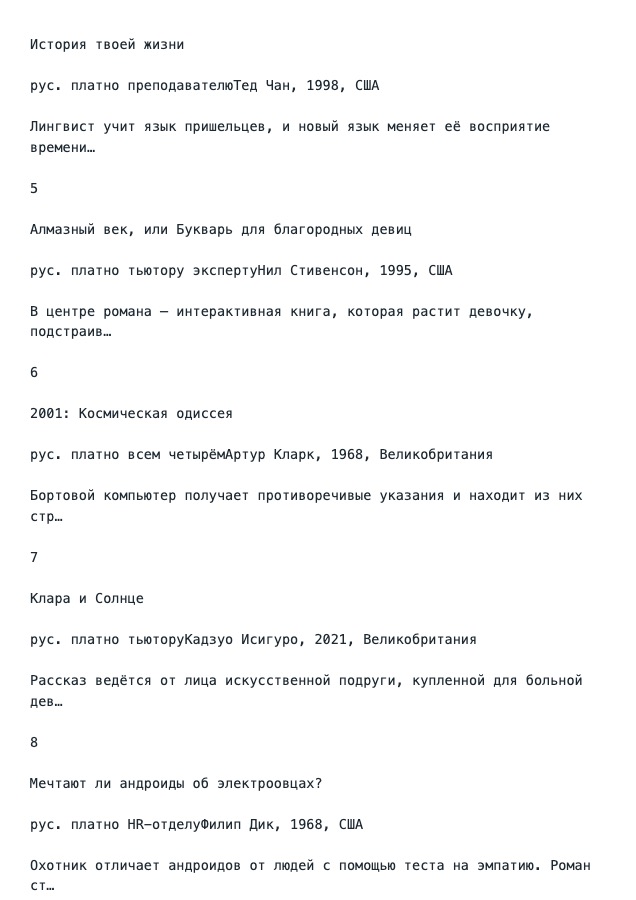 История твоей жизни
рус. платно преподавателюТед Чан, 1998, США
Лингвист учит язык пришельцев, и новый язык меняет её восприятие
времени…
5
Алмазный век, или Букварь для благородных девиц
рус. платно тьютору экспертуНил Стивенсон, 1995, США
В центре романа — интерактивная книга, которая растит девочку,
подстраив…
6
2001: Космическая одиссея
рус. платно всем четырёмАртур Кларк, 1968, Великобритания
Бортовой компьютер получает противоречивые указания и находит из них
стр…
7
Клара и Солнце
рус. платно тьюторуКадзуо Исигуро, 2021, Великобритания
Рассказ ведётся от лица искусственной подруги, купленной для больной
дев…
8
Мечтают ли андроиды об электроовцах?
рус. платно HR-отделуФилип Дик, 1968, США
Охотник отличает андроидов от людей с помощью теста на эмпатию. Роман
ст…